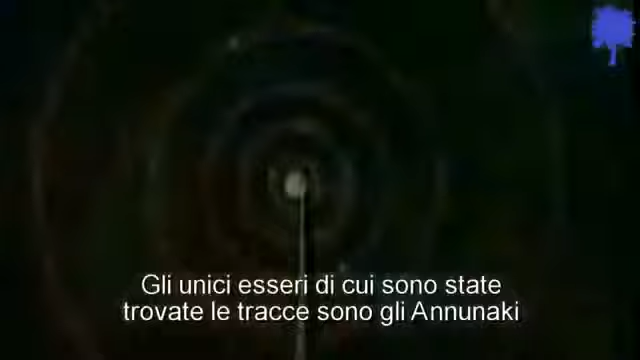 Gli unici esseri di cui sono state
trovate le tracce sono gli Annunaki